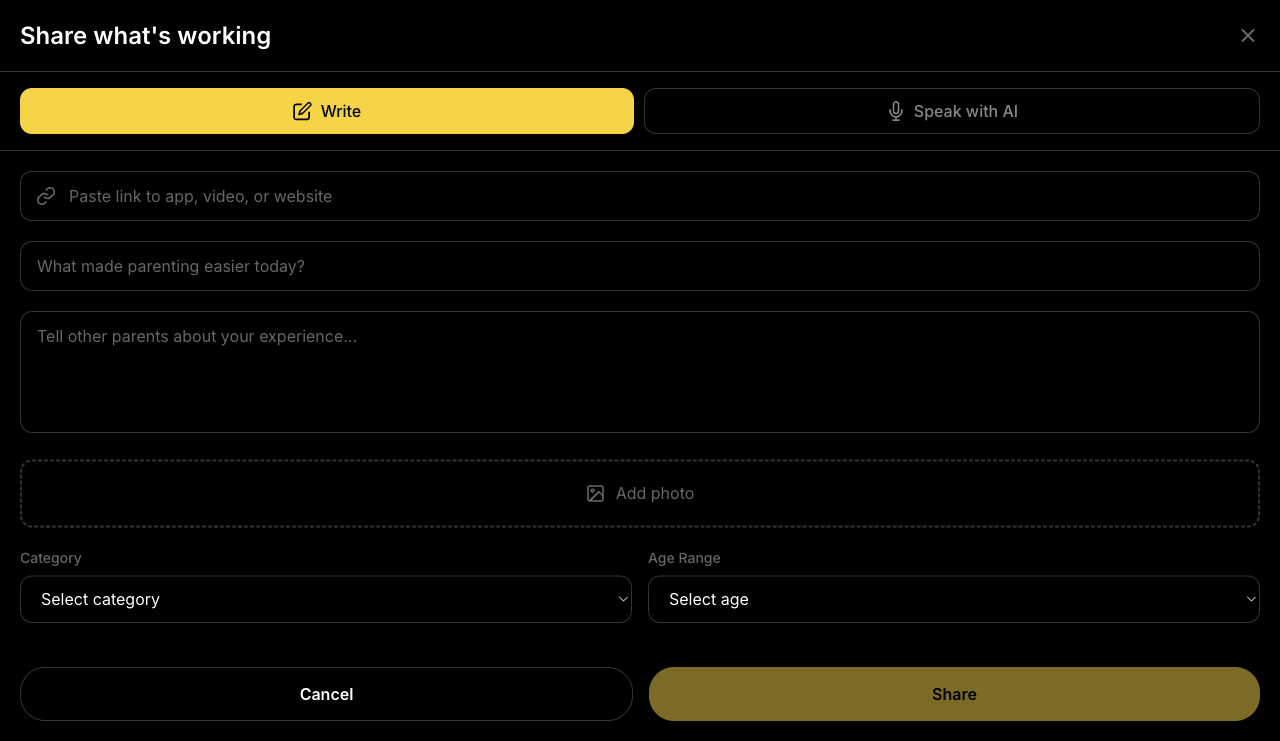 Share what's working
Write
Speak with AI
Paste link to app, video, or website
What made parenting easier today?
Tell other parents about your experience...
Add photo
Category
Age Range
Select category
Select age
Cancel
Share